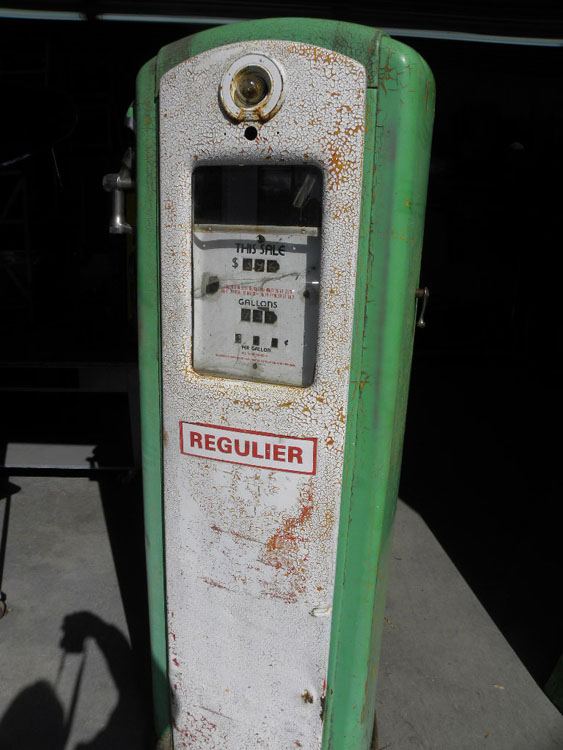 THIS SALE
$
GALLONS
¢
PER GALLON
REGULIER